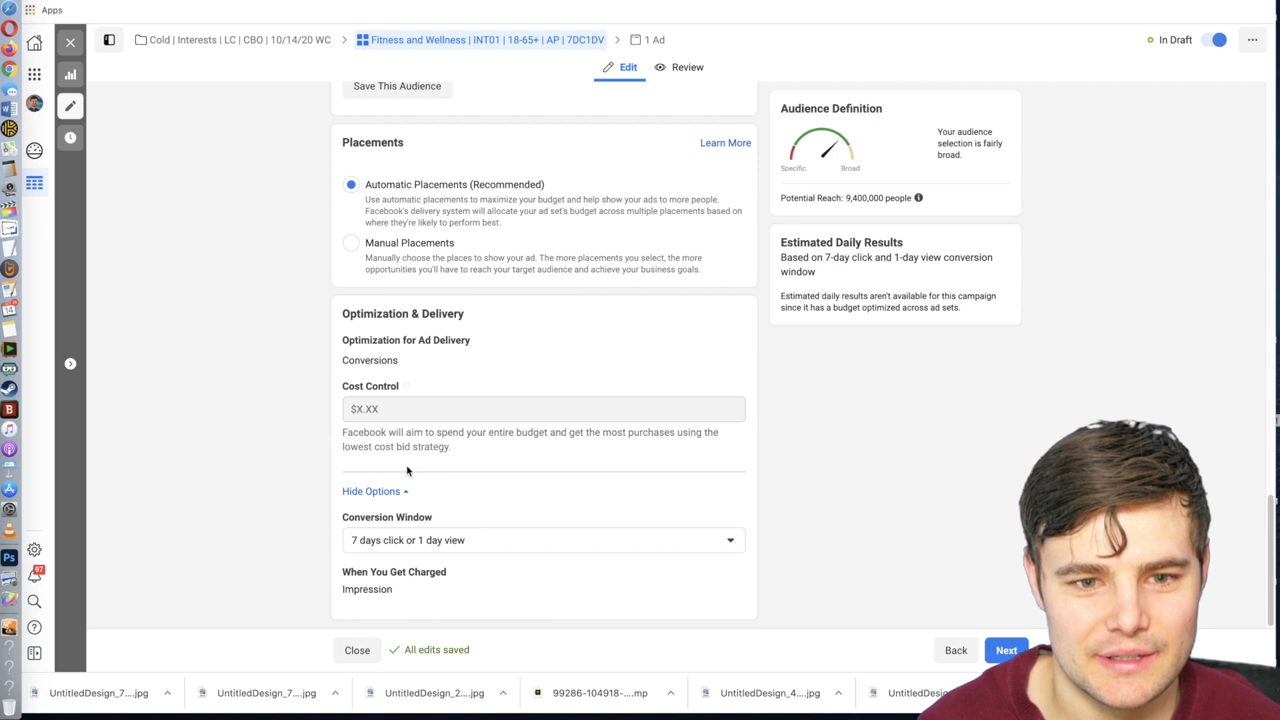 Apps
Cold | Interests | LC | CBO | 10/14/20 WC
Fitness and Wellness | INT01 | 18-65+ | AP | 7DC1DV
1 Ad
In Draft
Edit
Review
Save This Audience
Placements
Learn More
Automatic Placements (Recommended)
Use automatic placements to maximize your budget and help show your ads to more people.
Facebook's delivery system will allocate your ad set's budget across multiple placements based
on where they're likely to perform best.
Manual Placements
Manually choose the places to show your ad. The more placements you select, the more
opportunities you'll have to reach your target audience and achieve your business goals.
Optimization & Delivery
Optimization for Ad Delivery
Conversions
Cost Control
$X.XX
Facebook will aim to spend your entire budget and get the most purchases using the
lowest cost bid strategy.
Hide Options
Conversion Window
7 days click or 1 day view
When You Get Charged
Impression
Audience Definition
Your audience
selection is fairly
broad.
Specific
Broad
Potential Reach: 9,400,000 people
Estimated Daily Results
Based on 7-day click and 1-day view conversion
window
Estimated daily results aren't available for this campaign
since it has a budget optimized across ad sets.
97
14
Ps
Close
All edits saved
Back
Next
UntitledDesign_7....jpg
UntitledDesign_7....jpg
UntitledDesign_2....jpg
99286-104918-....mp
UntitledDesign_4....jpg
UntitledDesign